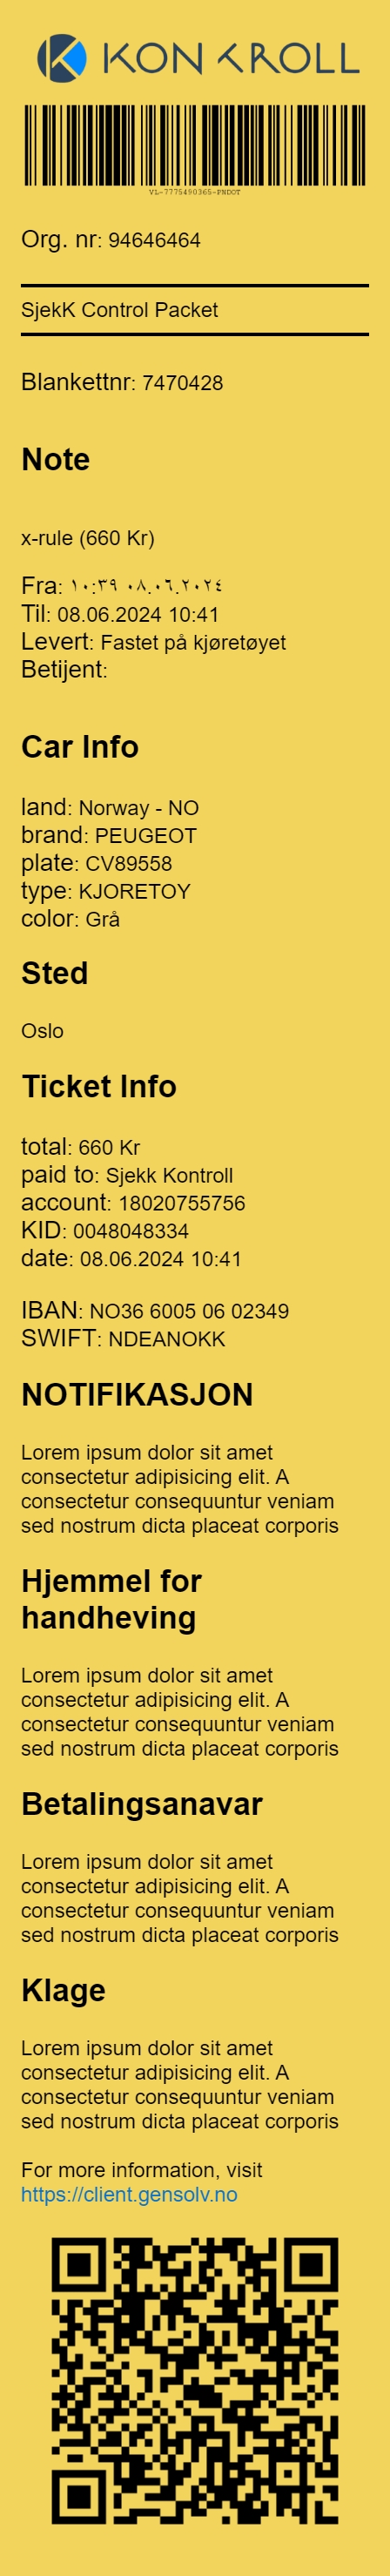 KONTROLL
VL-7775490365-PNDOT
Org. nr: 94646464
SjekK Control Packet
Blankettnr: 7470428
Note
x-rule (660 Kr)
Fra: ١٠:٣٩ ٠٨.٠٦.٢٠٢٤
Til: 08.06.2024 10:41
Levert: Fastet på kjøretøyet
Betijent:
Car Info
land: Norway - NO
brand: PEUGEOT
plate: CV89558
type: KJORETOY
color: Grå
Sted
Oslo
Ticket Info
total: 660 Kr
paid to: Sjekk Kontroll
account: 18020755756
KID: 0048048334
date: 08.06.2024 10:41
IBAN: NO36 6005 06 02349
SWIFT: NDEANOKK
NOTIFIKASJON
Lorem ipsum dolor sit amet
consectetur adipisicing elit. A
consectetur consequuntur veniam
sed nostrum dicta placeat corporis
Hjemmel for
handheving
Lorem ipsum dolor sit amet
consectetur adipisicing elit. A
consectetur consequuntur veniam
sed nostrum dicta placeat corporis
Betalingsanavar
Lorem ipsum dolor sit amet
consectetur adipisicing elit. A
consectetur consequuntur veniam
sed nostrum dicta placeat corporis
Klage
Lorem ipsum dolor sit amet
consectetur adipisicing elit. A
consectetur consequuntur veniam
sed nostrum dicta placeat corporis
For more information, visit
https://client.gensolv.no